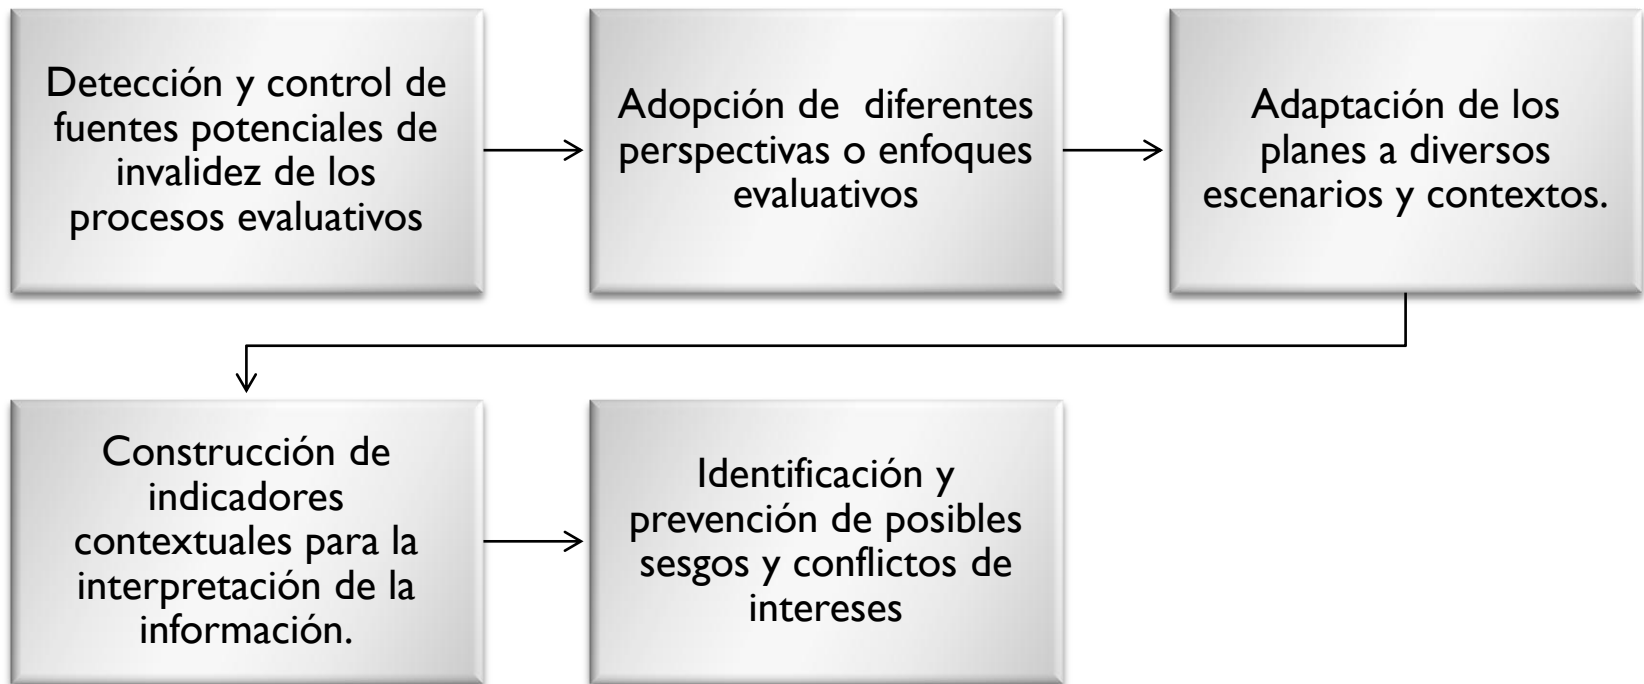 Detección y control de
fuentes potenciales de
invalidez de los
procesos evaluativos
Adopción de diferentes
perspectivas o enfoques
evaluativos
Adaptación de los
planes a diversos
escenarios y contextos.
Construcción de
indicadores
contextuales para la
interpretación de la
información.
Identificación y
prevención de posibles
sesgos y conflictos de
intereses